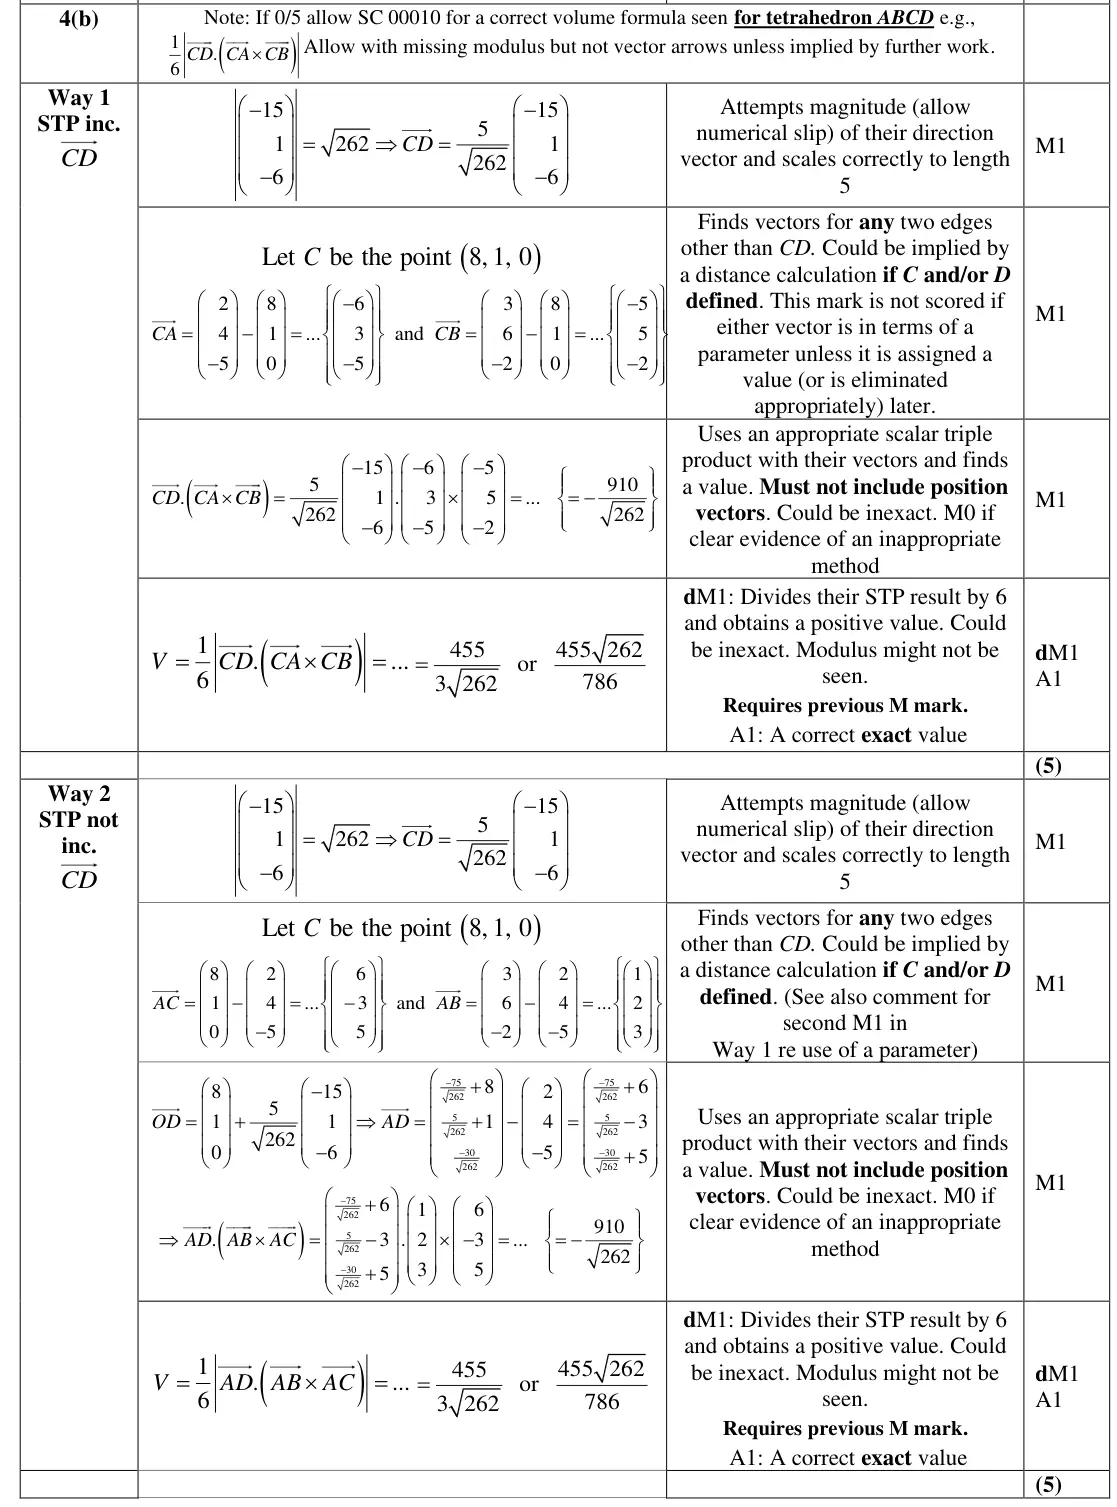 4(b)
Note: If 0/5 allow SC 00010 for a correct volume formula seen for tetrahedron ABCD e.g.,
1/6 |CD→.(CA→ × CB→)| Allow with missing modulus but not vector arrows unless implied by further work.
Way 1
STP inc.
CD→
|(−15, 1, −6)| = √262 ⇒ CD→ = 5/√262 (−15, 1, −6)
Attempts magnitude (allow
numerical slip) of their direction
vector and scales correctly to length
5
M1
Let C be the point (8, 1, 0)
CA→ = (2, 4, −5) − (8, 1, 0) = ... {(−6, 3, −5)} and CB→ = (3, 6, −2) − (8, 1, 0) = ... {(−5, 5, −2)}
Finds vectors for any two edges
other than CD. Could be implied by
a distance calculation if C and/or D
defined. This mark is not scored if
either vector is in terms of a
parameter unless it is assigned a
value (or is eliminated
appropriately) later.
M1
CD→.(CA→ × CB→) = 5/√262 (−15, 1, −6).(−6, 3, −5) × (−5, 5, −2) = ... {= − 910/√262}
Uses an appropriate scalar triple
product with their vectors and finds
a value. Must not include position
vectors. Could be inexact. M0 if
clear evidence of an inappropriate
method
M1
V = 1/6 |CD→.(CA→ × CB→)| = ... = 455/(3√262) or 455√262/786
dM1: Divides their STP result by 6
and obtains a positive value. Could
be inexact. Modulus might not be
seen.
Requires previous M mark.
A1: A correct exact value
dM1
A1
(5)
Way 2
STP not
inc.
CD→
|(−15, 1, −6)| = √262 ⇒ CD→ = 5/√262 (−15, 1, −6)
Attempts magnitude (allow
numerical slip) of their direction
vector and scales correctly to length
5
M1
Let C be the point (8, 1, 0)
AC→ = (8, 1, 0) − (2, 4, −5) = ... {(6, −3, 5)} and AB→ = (3, 6, −2) − (2, 4, −5) = ... {(1, 2, 3)}
Finds vectors for any two edges
other than CD. Could be implied by
a distance calculation if C and/or D
defined. (See also comment for
second M1 in
Way 1 re use of a parameter)
M1
OD→ = (8, 1, 0) + 5/√262 (−15, 1, −6) ⇒ AD→ = (−75/√262 + 8, 5/√262 + 1, −30/√262) − (2, 4, −5) = (−75/√262 + 6, 5/√262 − 3, −30/√262 + 5)
⇒ AD→.(AB→ × AC→) = (−75/√262 + 6, 5/√262 − 3, −30/√262 + 5).(1, 2, 3) × (6, −3, 5) = ... {= − 910/√262}
Uses an appropriate scalar triple
product with their vectors and finds
a value. Must not include position
vectors. Could be inexact. M0 if
clear evidence of an inappropriate
method
M1
V = 1/6 |AD→.(AB→ × AC→)| = ... = 455/(3√262) or 455√262/786
dM1: Divides their STP result by 6
and obtains a positive value. Could
be inexact. Modulus might not be
seen.
Requires previous M mark.
A1: A correct exact value
dM1
A1
(5)